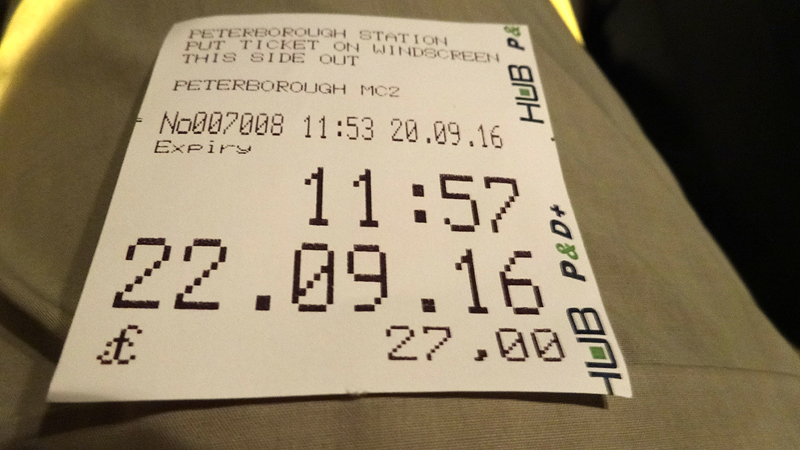 PETERBOROUGH STATION
PUT TICKET ON WINDSCREEN
THIS SIDE OUT
PETERBOROUGH MC2
No007008 11:53 20.09.16
Expiry
11:57
22.09.16
£ 27,00
HUB P&
HUB P&D+